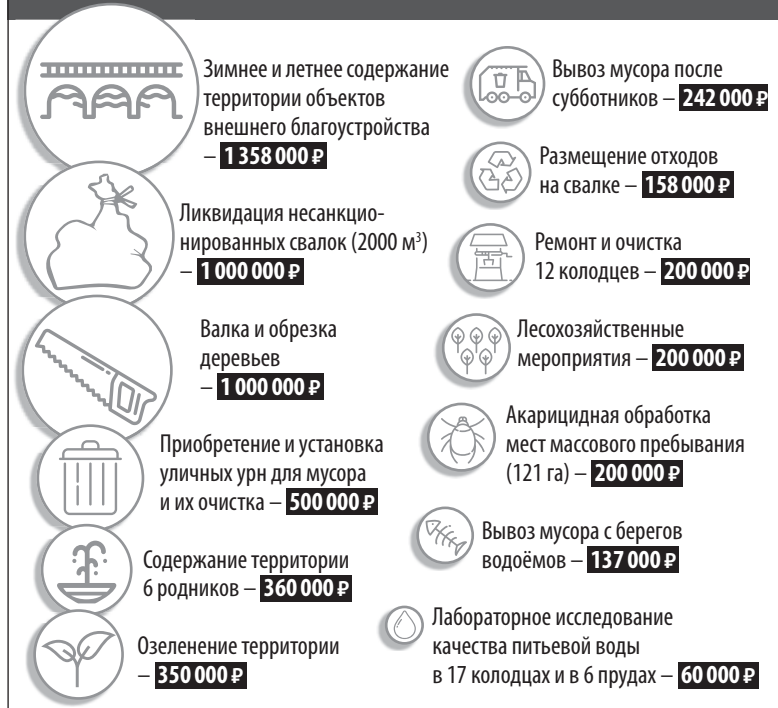 Зимнее и летнее содержание
территории объектов
внешнего благоустройства
– 1 358 000 ₽
Ликвидация несанкцио-
нированных свалок (2000 м³)
– 1 000 000 ₽
Валка и обрезка
деревьев
– 1 000 000 ₽
Приобретение и установка
уличных урн для мусора
и их очистка – 500 000 ₽
Содержание территории
6 родников – 360 000 ₽
Озеленение территории
– 350 000 ₽
Вывоз мусора после
субботников – 242 000 ₽
Размещение отходов
на свалке – 158 000 ₽
Ремонт и очистка
12 колодцев – 200 000 ₽
Лесохозяйственные
мероприятия – 200 000 ₽
Акарицидная обработка
мест массового пребывания
(121 га) – 200 000 ₽
Вывоз мусора с берегов
водоёмов – 137 000 ₽
Лабораторное исследование
качества питьевой воды
в 17 колодцах и в 6 прудах – 60 000 ₽